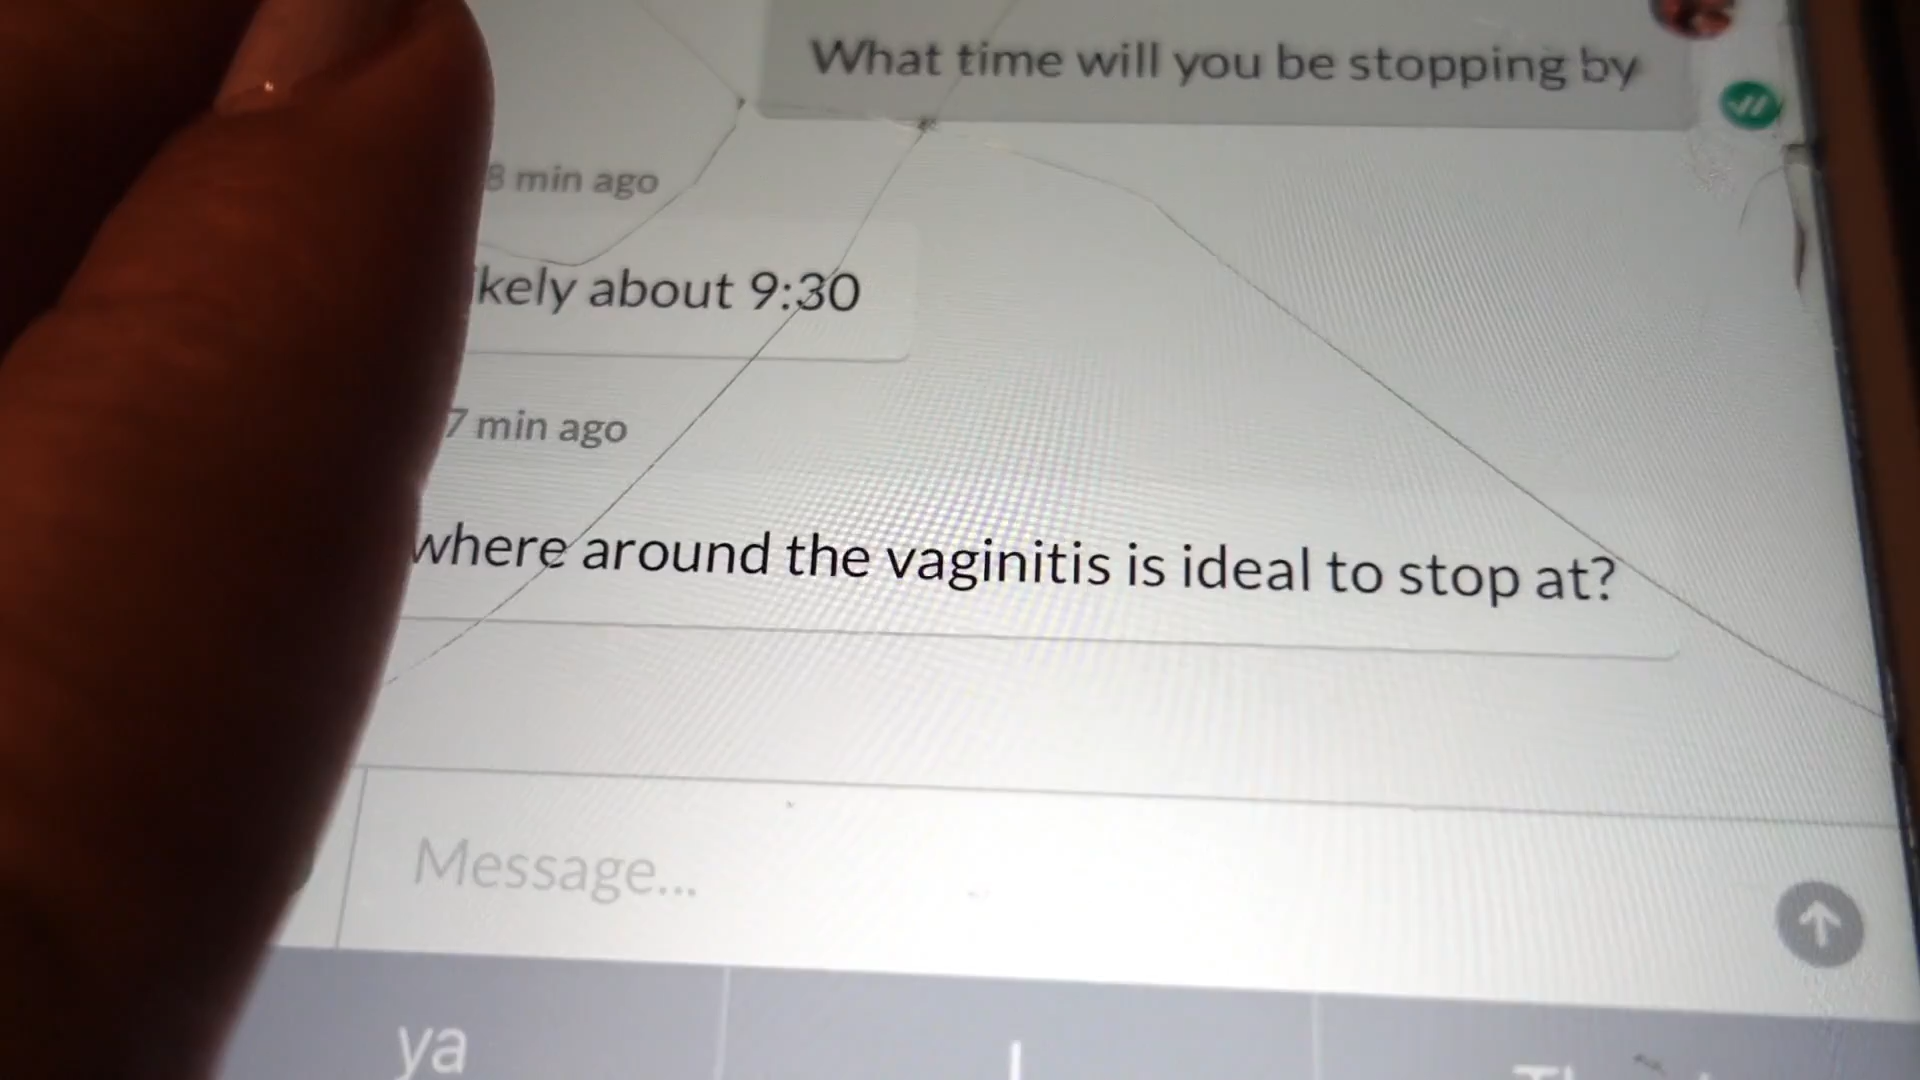 What time will you be stopping by
8 min ago
kely about 9:30
7 min ago
where around the vaginitis is ideal to stop at?
Message...
ya
I